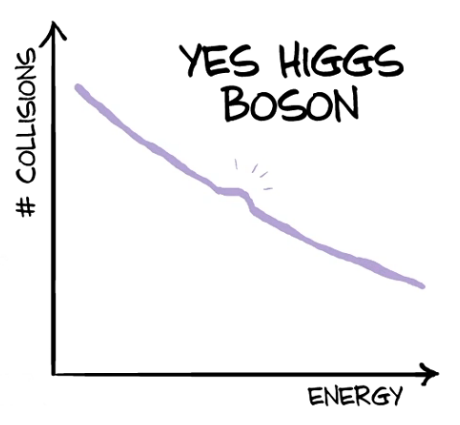 YES HIGGS
BOSON
# COLLISIONS
ENERGY